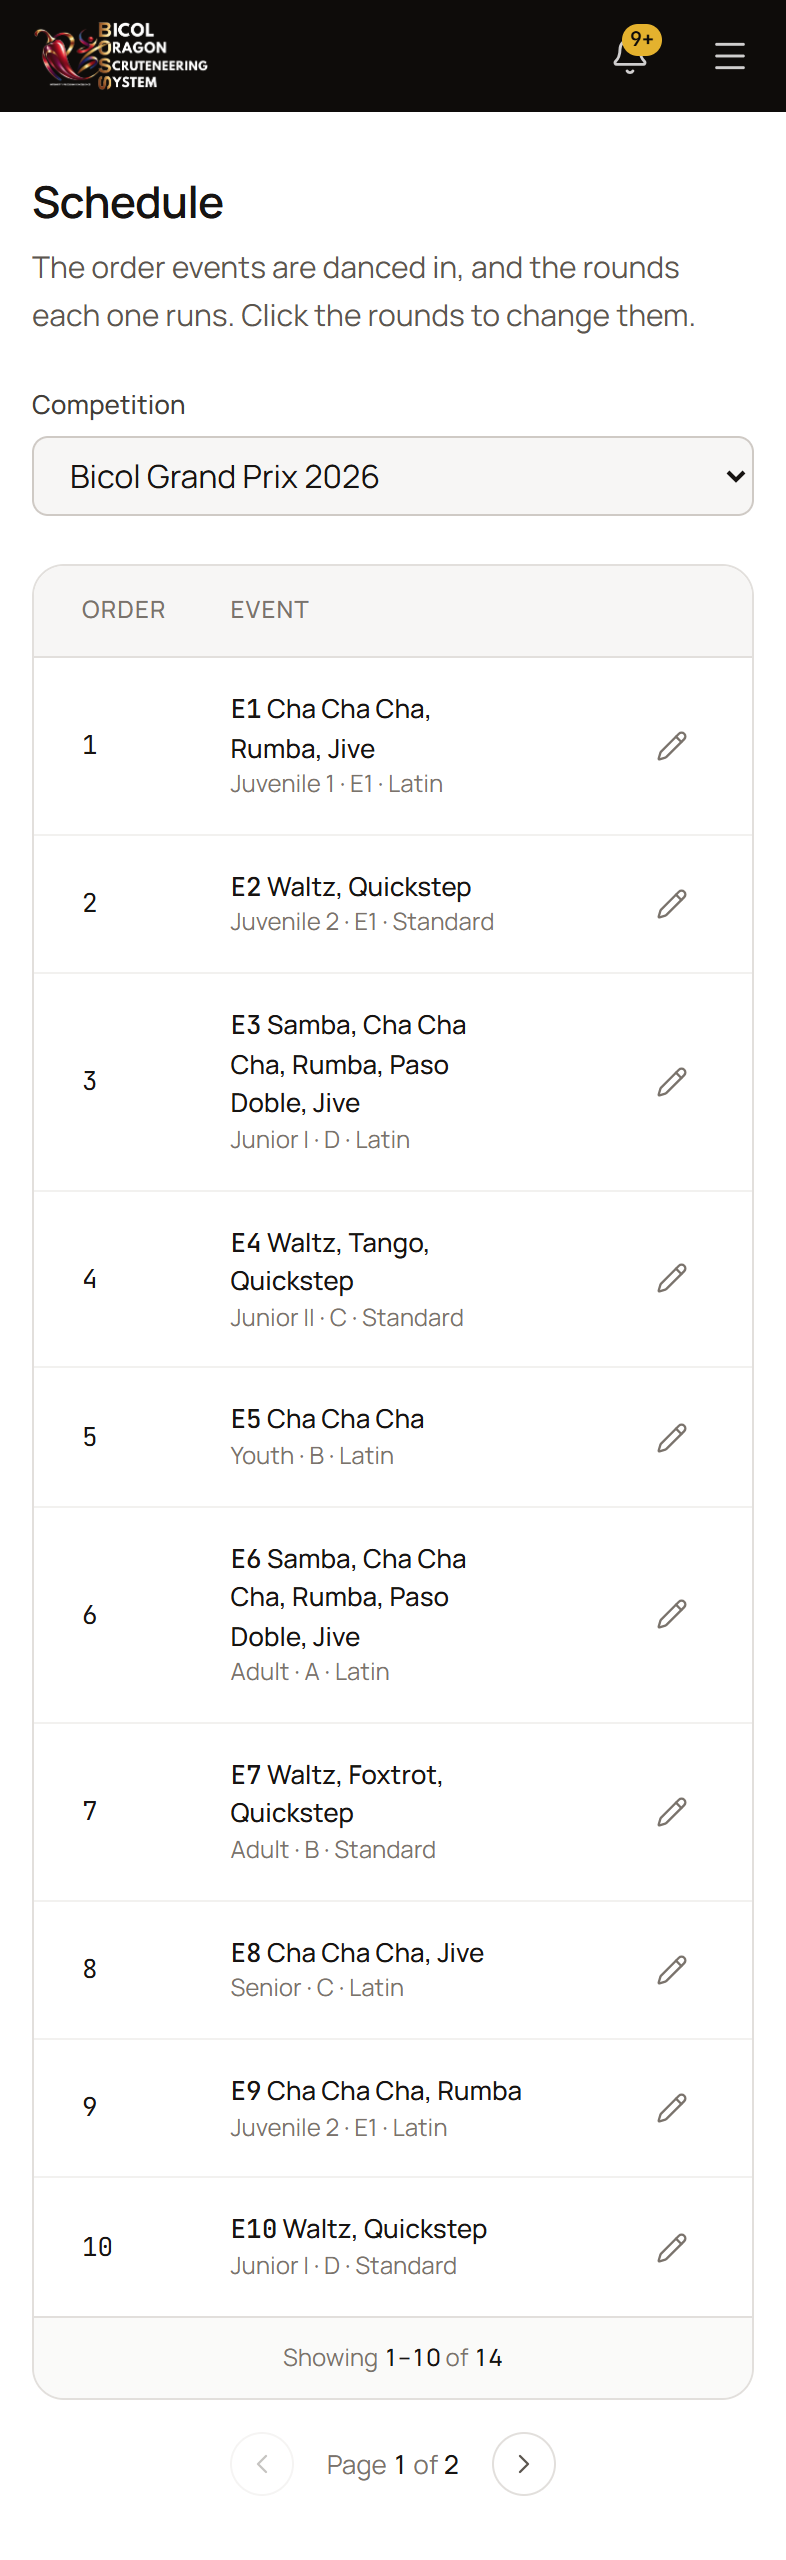 BICOL
DRAGON
SCRUTENEERING
SYSTEM
9+
Schedule
The order events are danced in, and the rounds
each one runs. Click the rounds to change them.
Competition
Bicol Grand Prix 2026
ORDER EVENT
1
E1 Cha Cha Cha,
Rumba, Jive
Juvenile 1 · E1 · Latin
2
E2 Waltz, Quickstep
Juvenile 2 · E1 · Standard
3
E3 Samba, Cha Cha
Cha, Rumba, Paso
Doble, Jive
Junior I · D · Latin
4
E4 Waltz, Tango,
Quickstep
Junior II · C · Standard
5
E5 Cha Cha Cha
Youth · B · Latin
6
E6 Samba, Cha Cha
Cha, Rumba, Paso
Doble, Jive
Adult · A · Latin
7
E7 Waltz, Foxtrot,
Quickstep
Adult · B · Standard
8
E8 Cha Cha Cha, Jive
Senior · C · Latin
9
E9 Cha Cha Cha, Rumba
Juvenile 2 · E1 · Latin
10
E10 Waltz, Quickstep
Junior I · D · Standard
Showing 1–10 of 14
Page 1 of 2